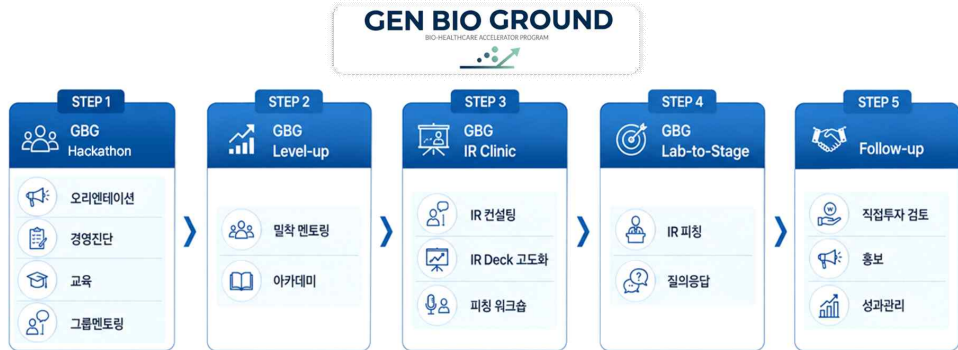 GEN BIO GROUND
BIO-HEALTHCARE ACCELERATOR PROGRAM
STEP 1
GBG
Hackathon
오리엔테이션
경영진단
교육
그룹멘토링
STEP 2
GBG
Level-up
밀착 멘토링
아카데미
STEP 3
GBG
IR Clinic
IR 컨설팅
IR Deck 고도화
피칭 워크숍
STEP 4
GBG
Lab-to-Stage
IR 피칭
질의응답
STEP 5
Follow-up
직접투자 검토
홍보
성과관리